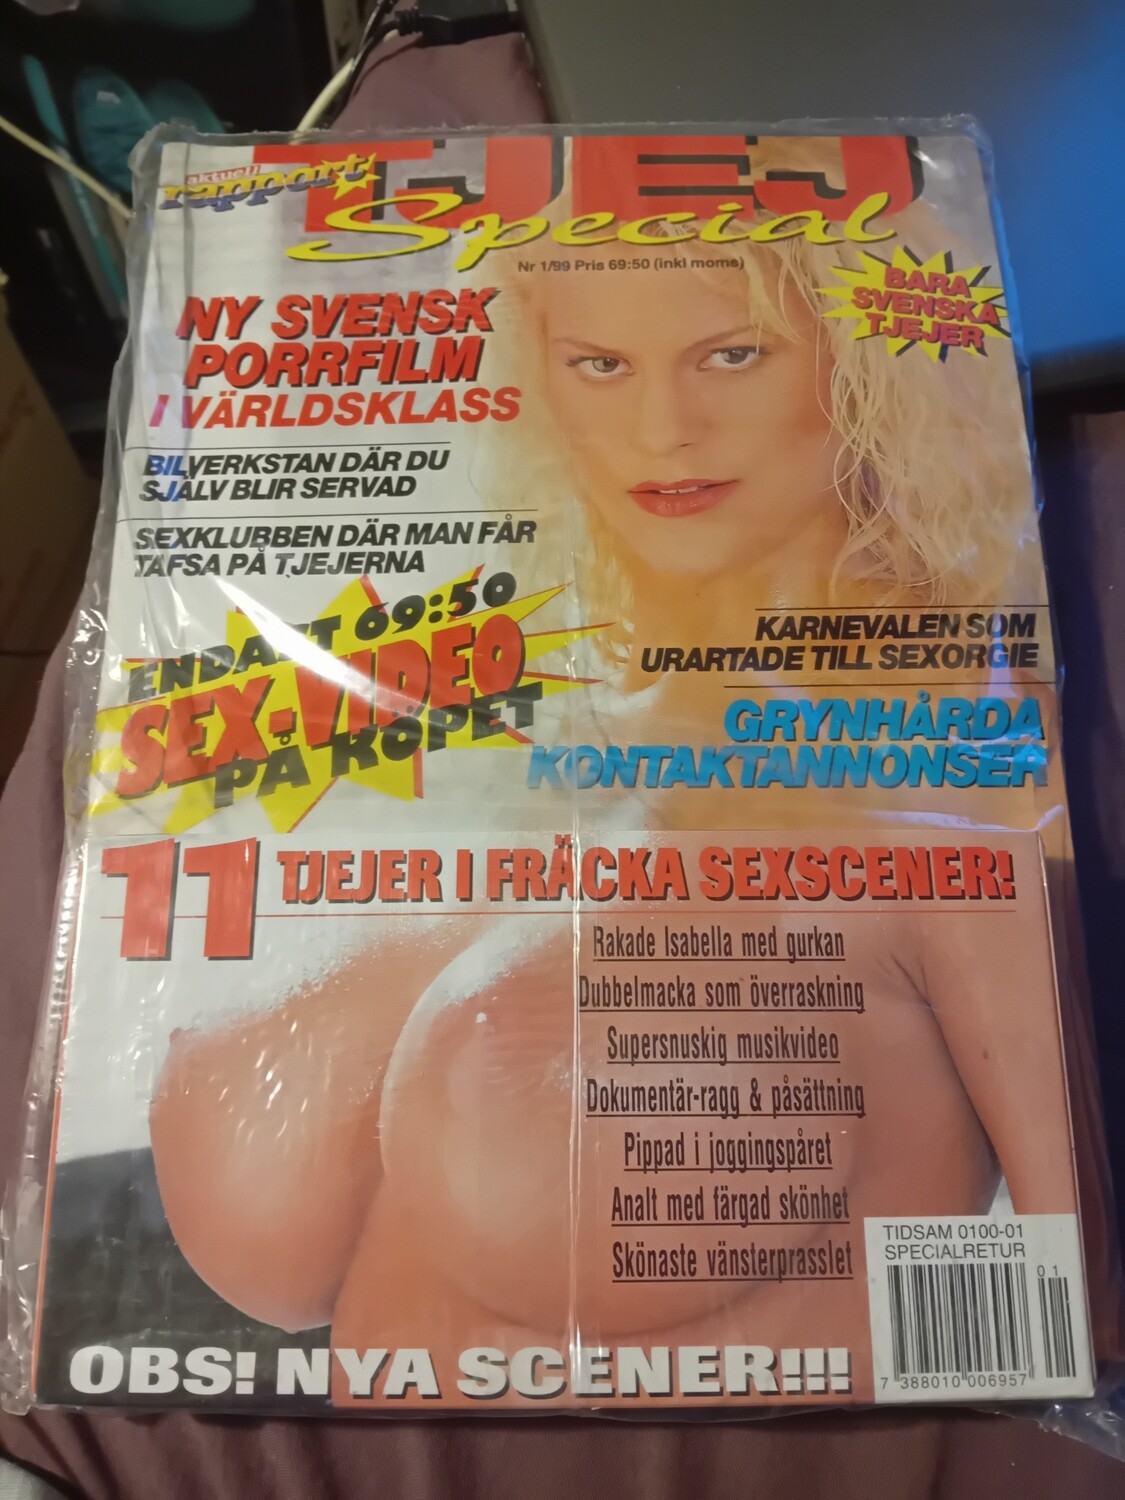 aktuell
rapport
TJEJ
Special
Nr 1/99 Pris 69:50 (inkl moms)
BARA
SVENSKA
TJEJER
NY SVENSK
PORRFILM
I VÄRLDSKLASS
BILVERKSTAN DÄR DU
SJÄLV BLIR SERVAD
SEXKLUBBEN DÄR MAN FÅR
TAFSA PÅ TJEJERNA
ENDAST 69:50
SEX-VIDEO
PÅ KÖPET
KARNEVALEN SOM
URARTADE TILL SEXORGIE
GRYNHÅRDA
KONTAKTANNONSER
11 TJEJER I FRÄCKA SEXSCENER!
Rakade Isabella med gurkan
Dubbelmacka som överraskning
Supersnuskig musikvideo
Dokumentär-ragg & påsättning
Pippad i joggingspåret
Analt med färgad skönhet
Skönaste vänsterprasslet
TIDSAM 0100-01
SPECIALRETUR
01
7 388010 006957
OBS! NYA SCENER!!!